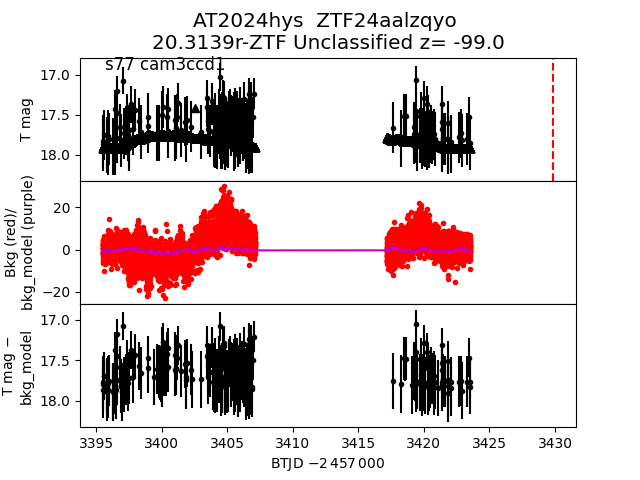 AT2024hys  ZTF24aalzqyo
20.3139r-ZTF Unclassified z= -99.0
s77 cam3ccd1
T mag
17.0
17.5
18.0
Bkg (red)/
bkg_model (purple)
20
0
−20
T mag −
bkg_model
17.0
17.5
18.0
3395 3400 3405 3410 3415 3420 3425 3430
BTJD −2 457 000